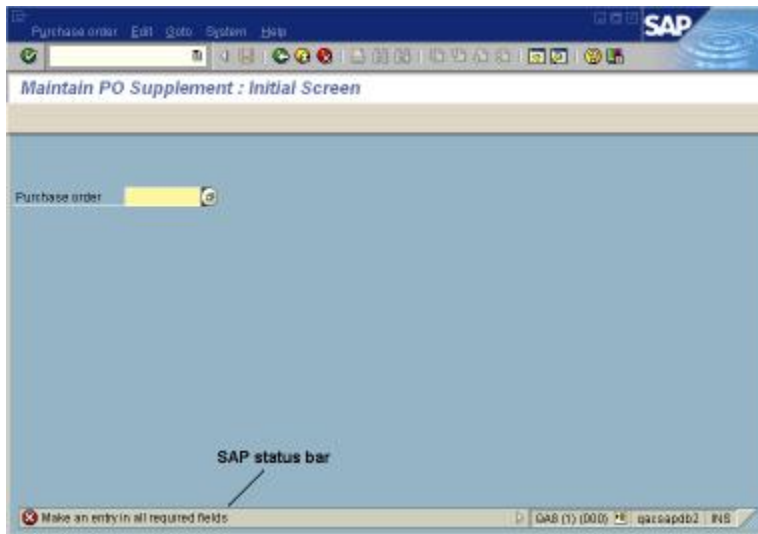 Purchase order Edit Goto System Help
SAP
Maintain PO Supplement : Initial Screen
Purchase order
SAP status bar
Make an entry in all required fields
QA8 (1) (000) qacsapdb2 INS